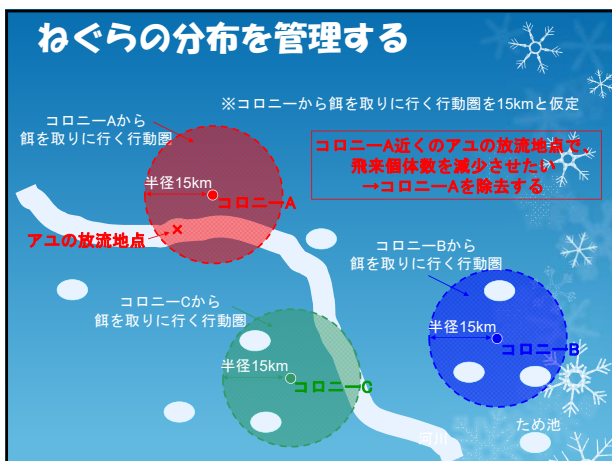 ねぐらの分布を管理する
※コロニーから餌を取りに行く行動圏を15kmと仮定
コロニーAから
餌を取りに行く行動圏
コロニーA近くのアユの放流地点で、
飛来個体数を減少させたい
→コロニーAを除去する
半径15km
コロニーA
アユの放流地点
コロニーBから
餌を取りに行く行動圏
コロニーCから
餌を取りに行く行動圏
半径15km
コロニーB
半径15km
コロニーC
ため池
河川